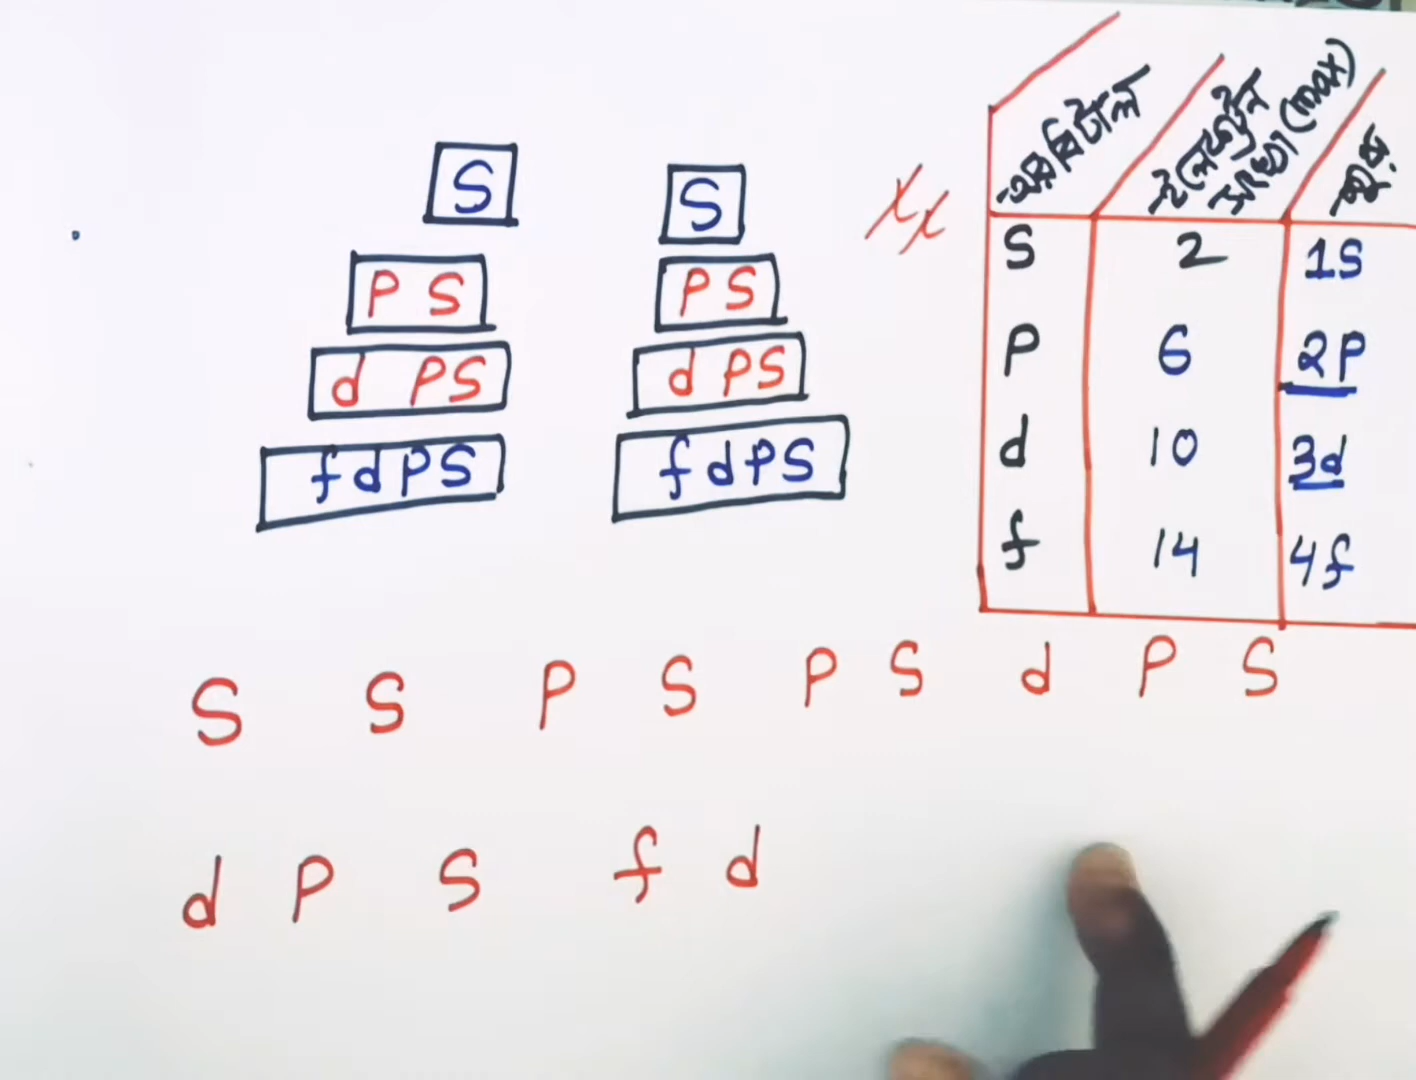 অরবিটাল ইলেকট্রন সংখ্যা (max)
S S
P S P S
d P S d P S
f d P S f d P S
S 2 1S
P 6 2P
d 10 3d
f 14 4f
S S P S P S d P S
d P S f d